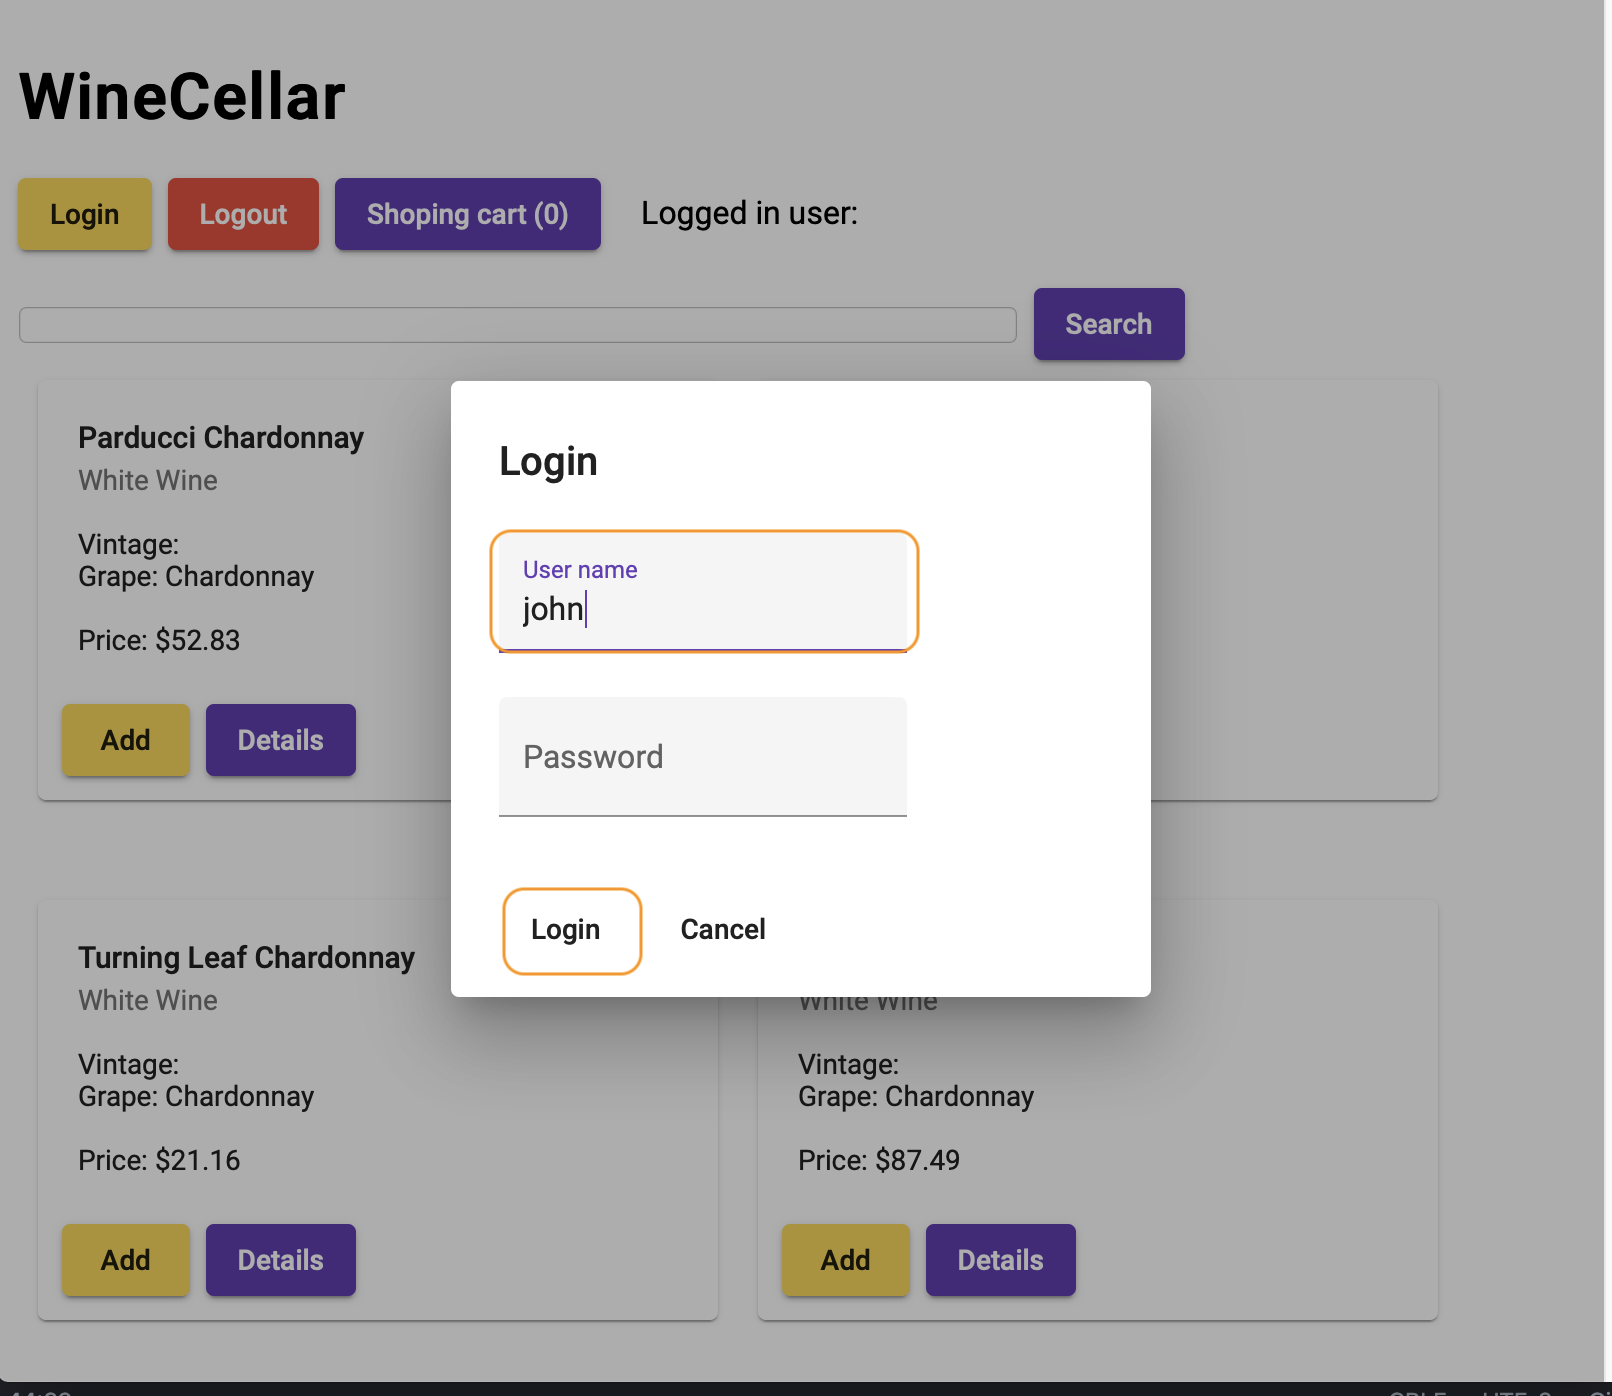 WineCellar
Login
Logout
Shoping cart (0)
Logged in user:
Search
Parducci Chardonnay
White Wine
Vintage:
Grape: Chardonnay
Price: $52.83
Add
Details
Login
User name
john
Password
Login
Cancel
Turning Leaf Chardonnay
White Wine
Vintage:
Grape: Chardonnay
Price: $21.16
Add
Details
White Wine
Vintage:
Grape: Chardonnay
Price: $87.49
Add
Details